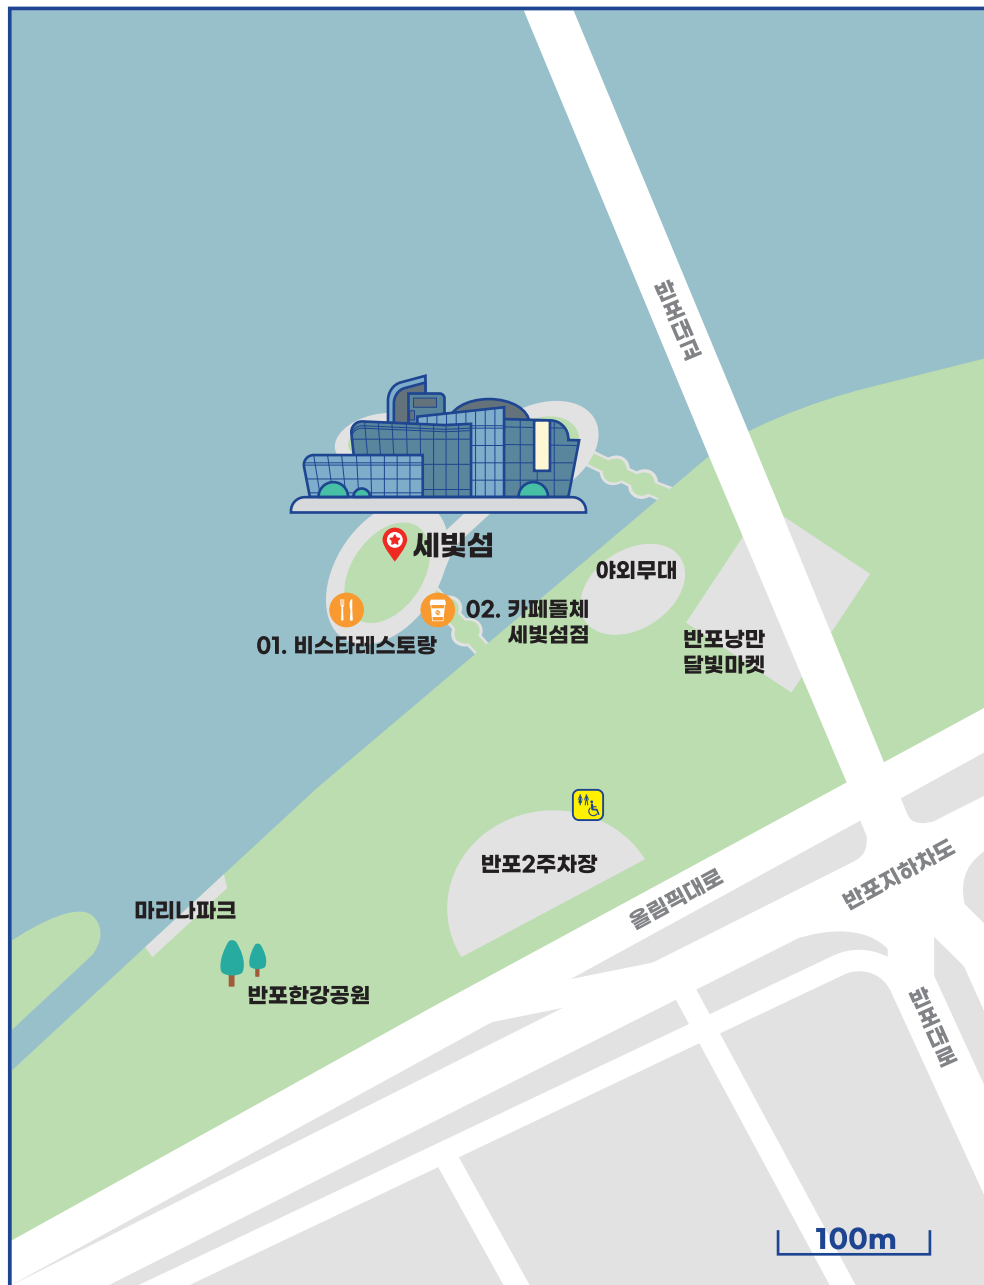 반포대교
세빛섬
야외무대
02. 카페돌체
세빛섬점
01. 비스타레스토랑
반포낭만
달빛마켓
반포2주차장
올림픽대로
반포지하차도
마리나파크
반포한강공원
반포대로
100m